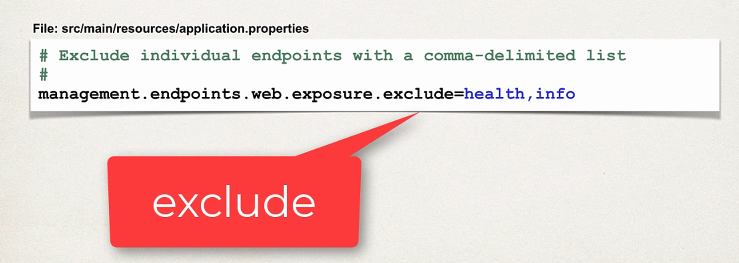 File: src/main/resources/application.properties
# Exclude individual endpoints with a comma-delimited list
#
management.endpoints.web.exposure.exclude=health,info
exclude